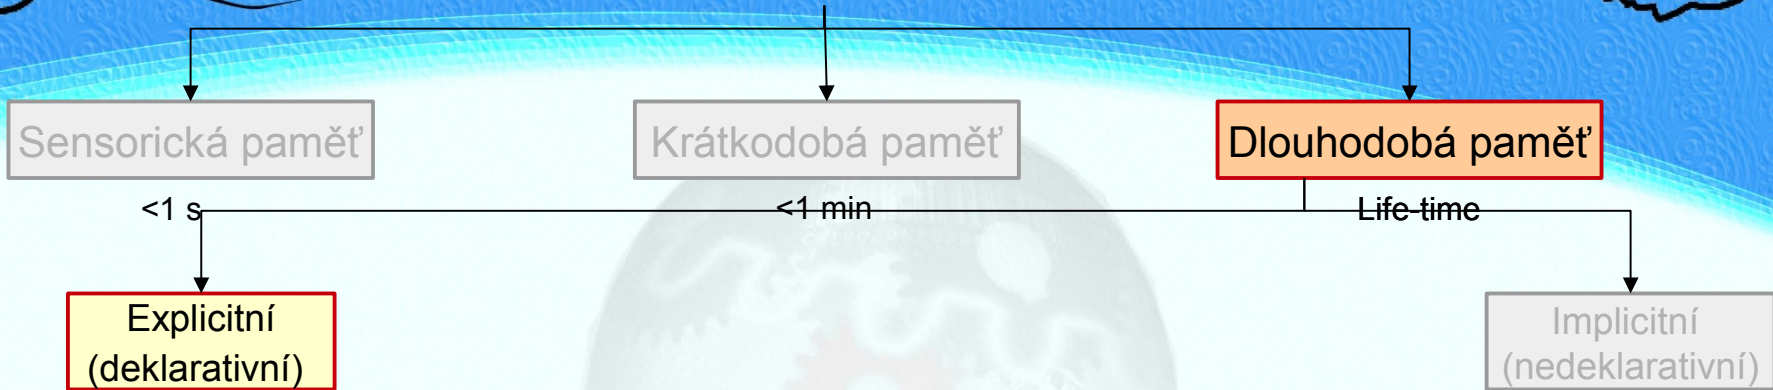 Sensorická paměť
Krátkodobá paměť
Dlouhodobá paměť
<1 s
<1 min
Life-time
Explicitní
(deklarativní)
Implicitní
(nedeklarativní)